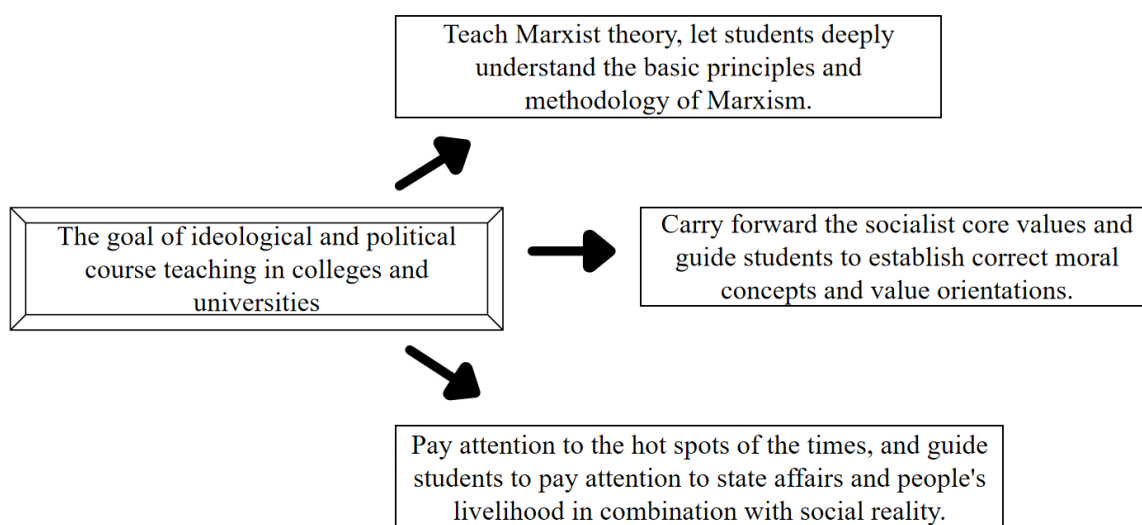 Teach Marxist theory, let students deeply
understand the basic principles and
methodology of Marxism.
The goal of ideological and political
course teaching in colleges and
universities
Carry forward the socialist core values and
guide students to establish correct moral
concepts and value orientations.
Pay attention to the hot spots of the times, and guide
students to pay attention to state affairs and people's
livelihood in combination with social reality.